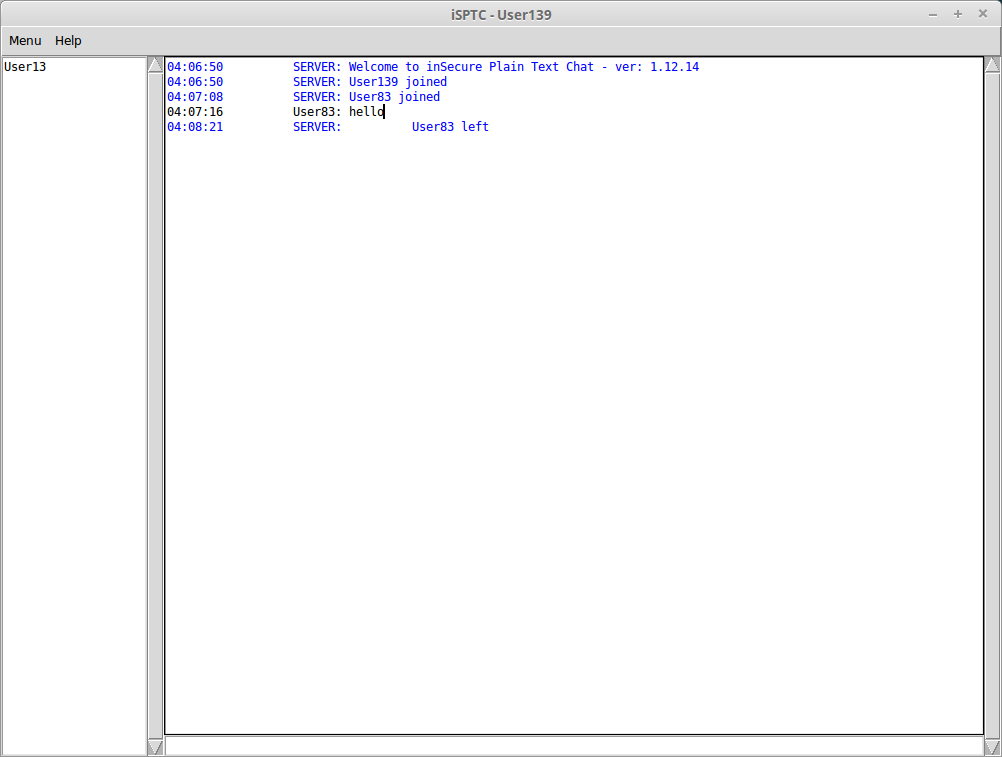 iSPTC - User139
Menu Help
User13
04:06:50 SERVER: Welcome to inSecure Plain Text Chat - ver: 1.12.14
04:06:50 SERVER: User139 joined
04:07:08 SERVER: User83 joined
04:07:16 User83: hello
04:08:21 SERVER: User83 left